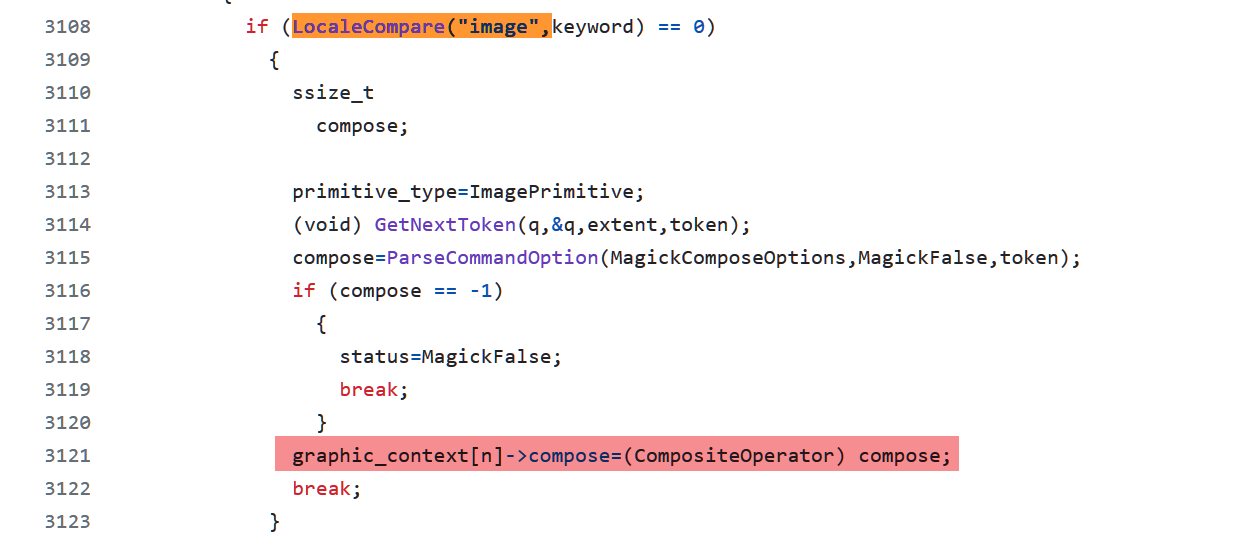 3108 if (LocaleCompare("image",keyword) == 0)
3109 {
3110 ssize_t
3111 compose;
3112
3113 primitive_type=ImagePrimitive;
3114 (void) GetNextToken(q,&q,extent,token);
3115 compose=ParseCommandOption(MagickComposeOptions,MagickFalse,token);
3116 if (compose == -1)
3117 {
3118 status=MagickFalse;
3119 break;
3120 }
3121 graphic_context[n]->compose=(CompositeOperator) compose;
3122 break;
3123 }